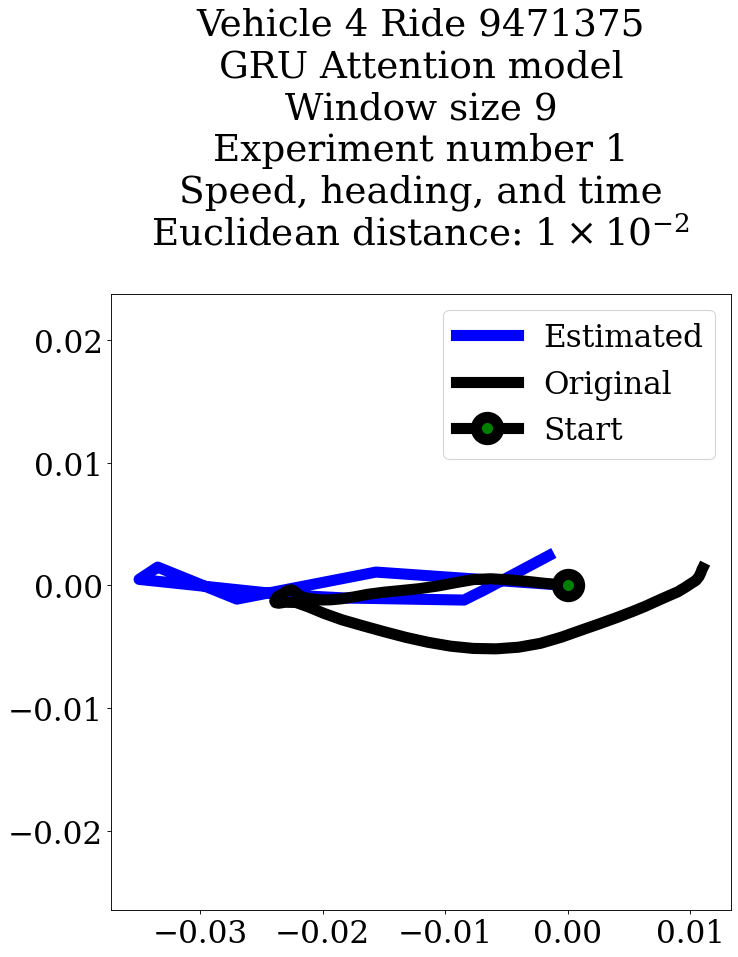 Vehicle 4 Ride 9471375
GRU Attention model
Window size 9
Experiment number 1
Speed, heading, and time
Euclidean distance: 1 × 10⁻²
Estimated
Original
Start
0.02
0.01
0.00
−0.01
−0.02
−0.03 −0.02 −0.01 0.00 0.01